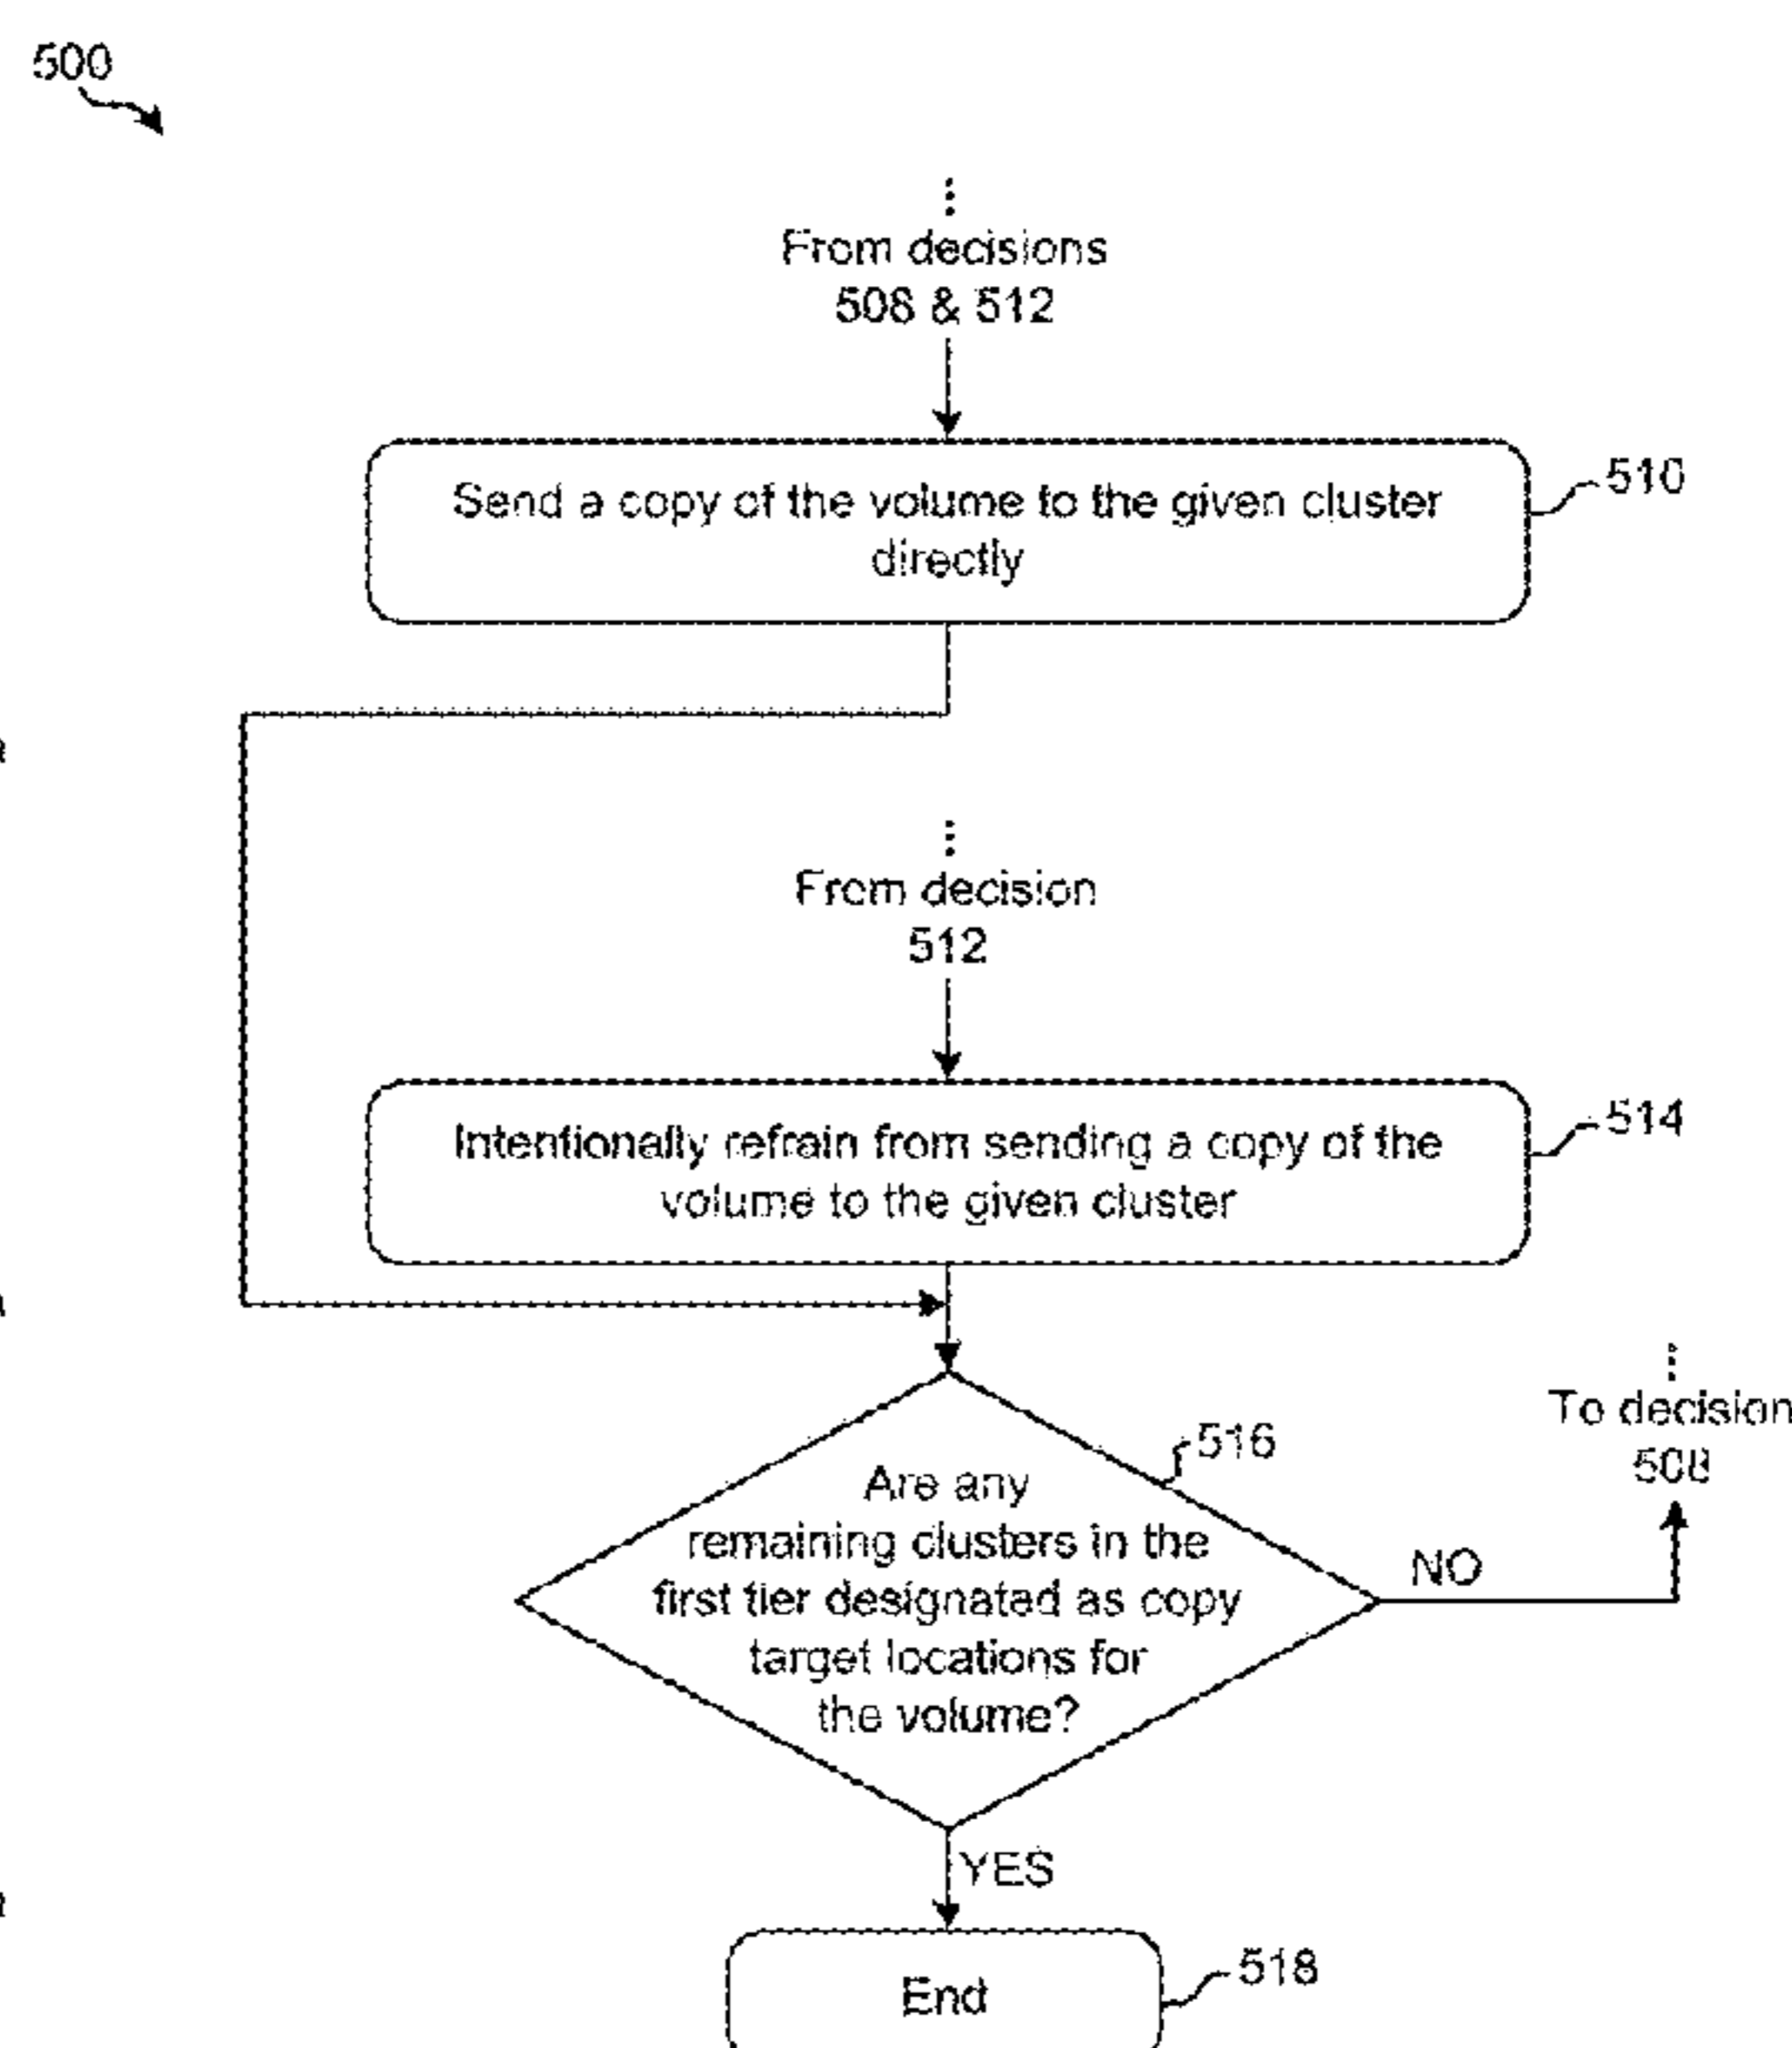 500
From decisions
508 & 512
Send a copy of the volume to the given cluster
directly
510
From decision
512
Intentionally refrain from sending a copy of the
volume to the given cluster
514
516
Are any
remaining clusters in the
first tier designated as copy
target locations for
the volume?
To decision
508
NO
YES
End
518